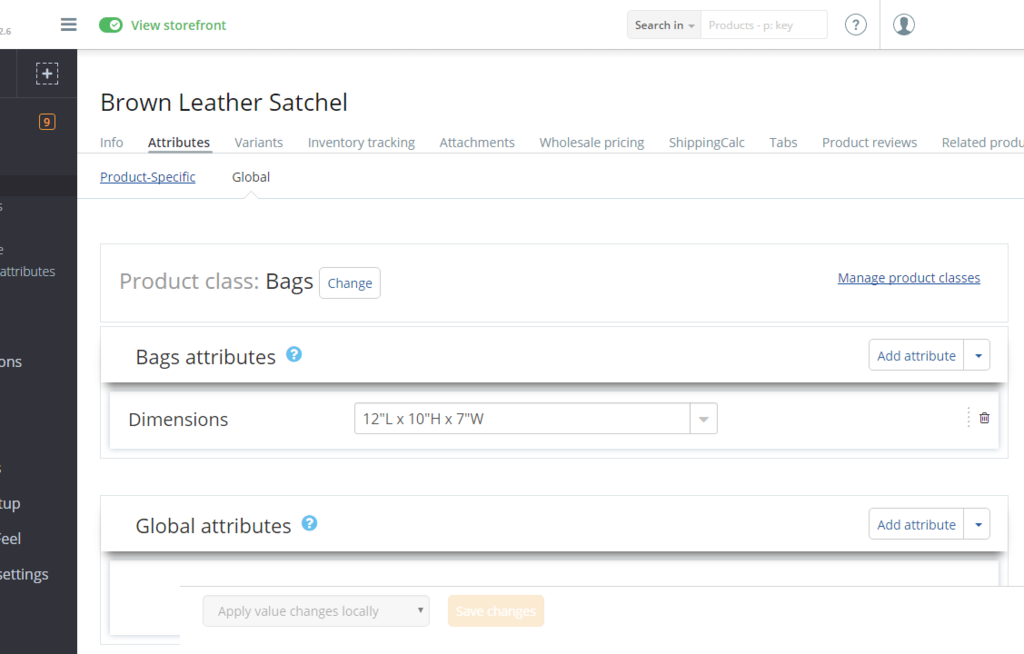 2.6
View storefront
Search in
Products - p: key
?
9
Brown Leather Satchel
Info Attributes Variants Inventory tracking Attachments Wholesale pricing ShippingCalc Tabs Product reviews Related produ
Product-Specific Global
s
e
attributes
ons
s
tup
Feel
settings
Product class: Bags Change
Manage product classes
Bags attributes ?
Add attribute
Dimensions
12"L x 10"H x 7"W
Global attributes ?
Add attribute
Apply value changes locally
Save changes